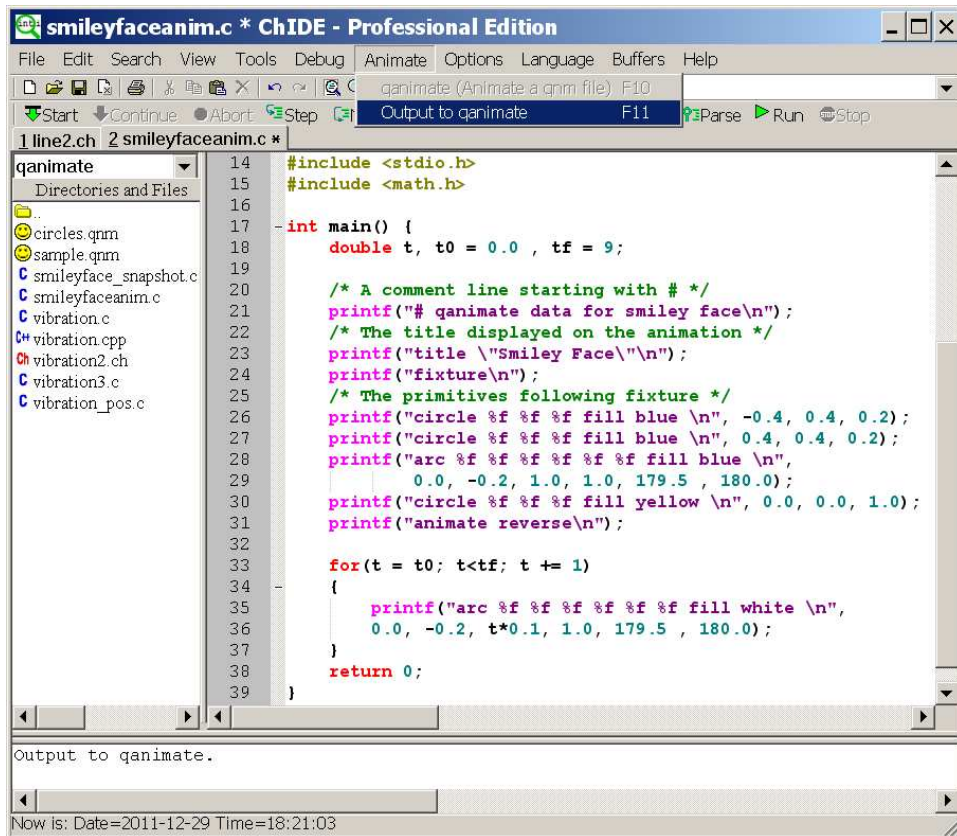 smileyfaceanim.c * ChIDE - Professional Edition
File Edit Search View Tools Debug Animate Options Language Buffers Help
qanimate (Animate a qnm file) F10
Start Continue Abort Step Output to qanimate F11 Parse Run Stop
1 line2.ch 2 smileyfaceanim.c *
qanimate
Directories and Files
..
circles.qnm
sample.qnm
C smileyface_snapshot.c
C smileyfaceanim.c
C vibration.c
C++ vibration.cpp
Ch vibration2.ch
C vibration3.c
C vibration_pos.c
14 #include <stdio.h>
15 #include <math.h>
16
17 int main() {
18 double t, t0 = 0.0 , tf = 9;
19
20 /* A comment line starting with # */
21 printf("# qanimate data for smiley face\n");
22 /* The title displayed on the animation */
23 printf("title \"Smiley Face\"\n");
24 printf("fixture\n");
25 /* The primitives following fixture */
26 printf("circle %f %f %f fill blue \n", -0.4, 0.4, 0.2);
27 printf("circle %f %f %f fill blue \n", 0.4, 0.4, 0.2);
28 printf("arc %f %f %f %f %f %f fill blue \n",
29 0.0, -0.2, 1.0, 1.0, 179.5 , 180.0);
30 printf("circle %f %f %f fill yellow \n", 0.0, 0.0, 1.0);
31 printf("animate reverse\n");
32
33 for(t = t0; t<tf; t += 1)
34 {
35 printf("arc %f %f %f %f %f %f fill white \n",
36 0.0, -0.2, t*0.1, 1.0, 179.5 , 180.0);
37 }
38 return 0;
39 }
Output to qanimate.
Now is: Date=2011-12-29 Time=18:21:03